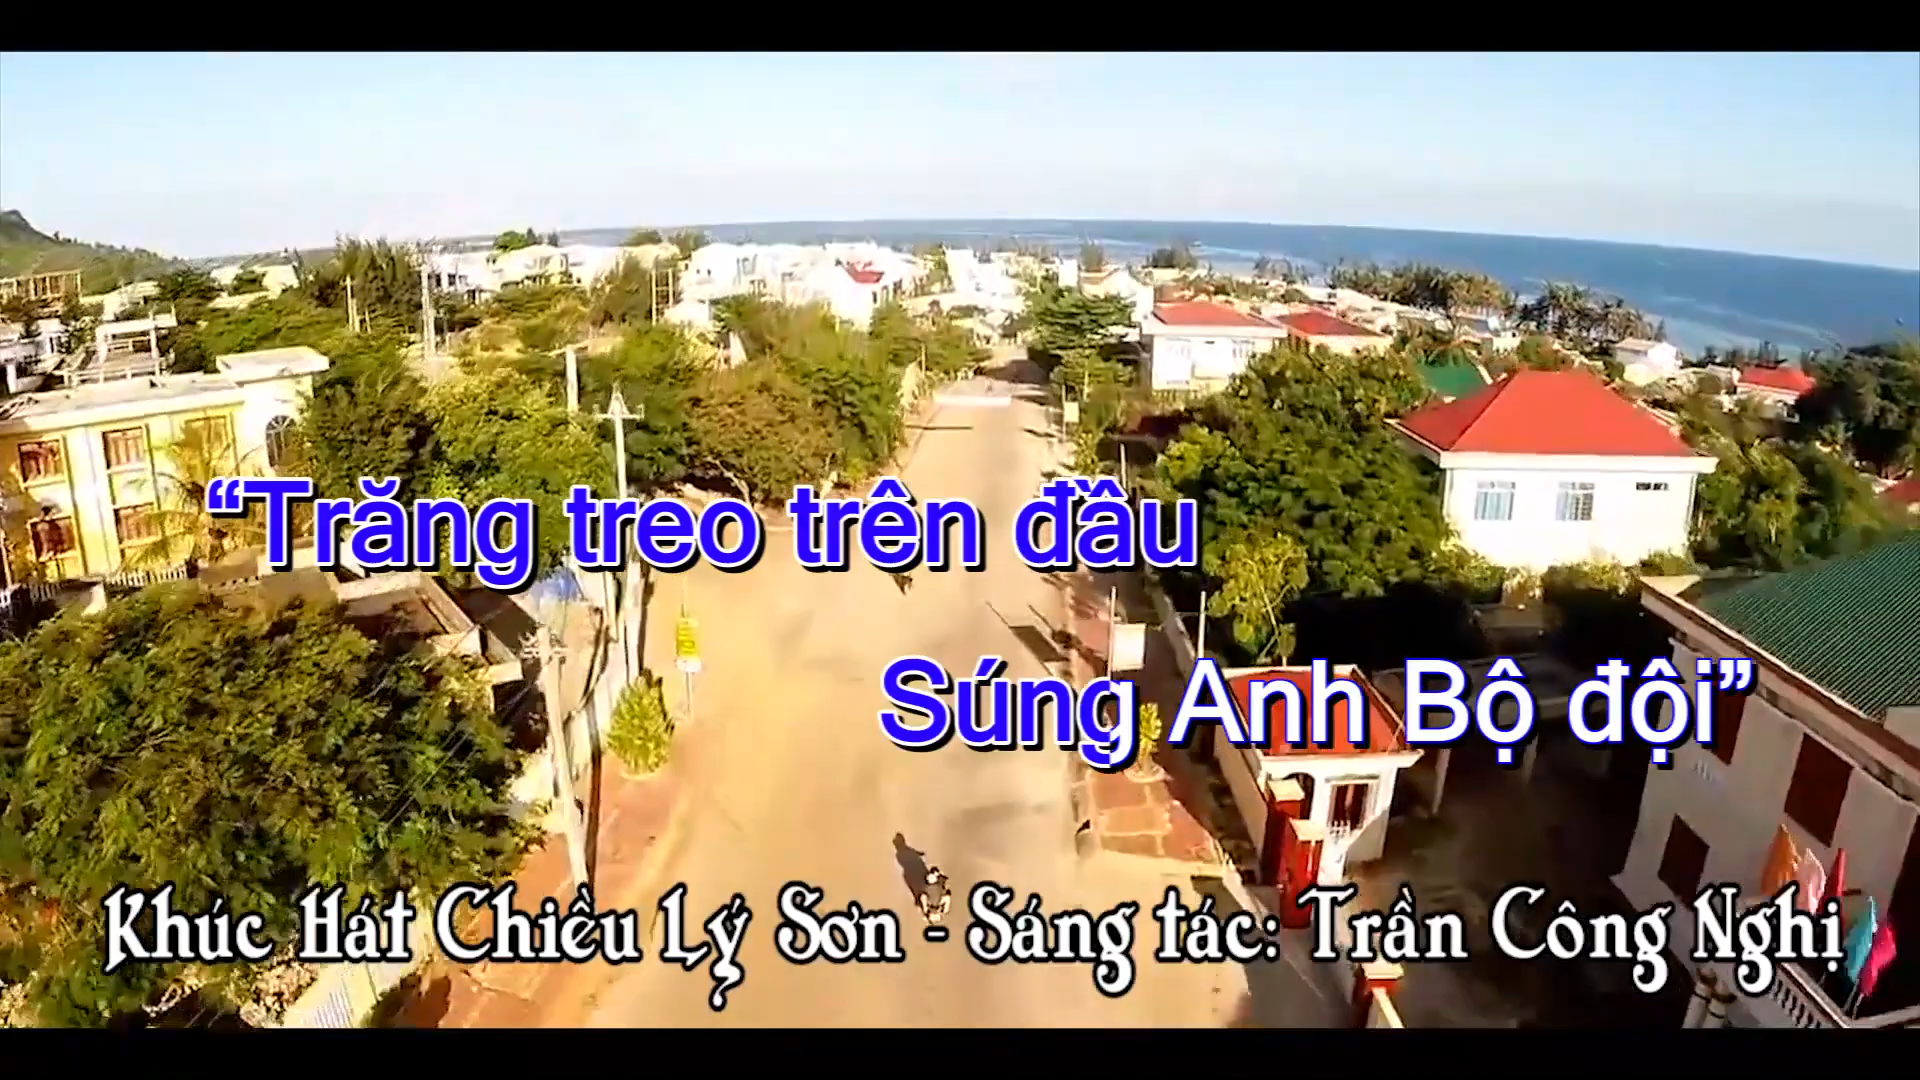 “Trăng treo trên đầu
Súng Anh Bộ đội”
Khúc Hát Chiều Lý Sơn - Sáng tác: Trần Công Nghị